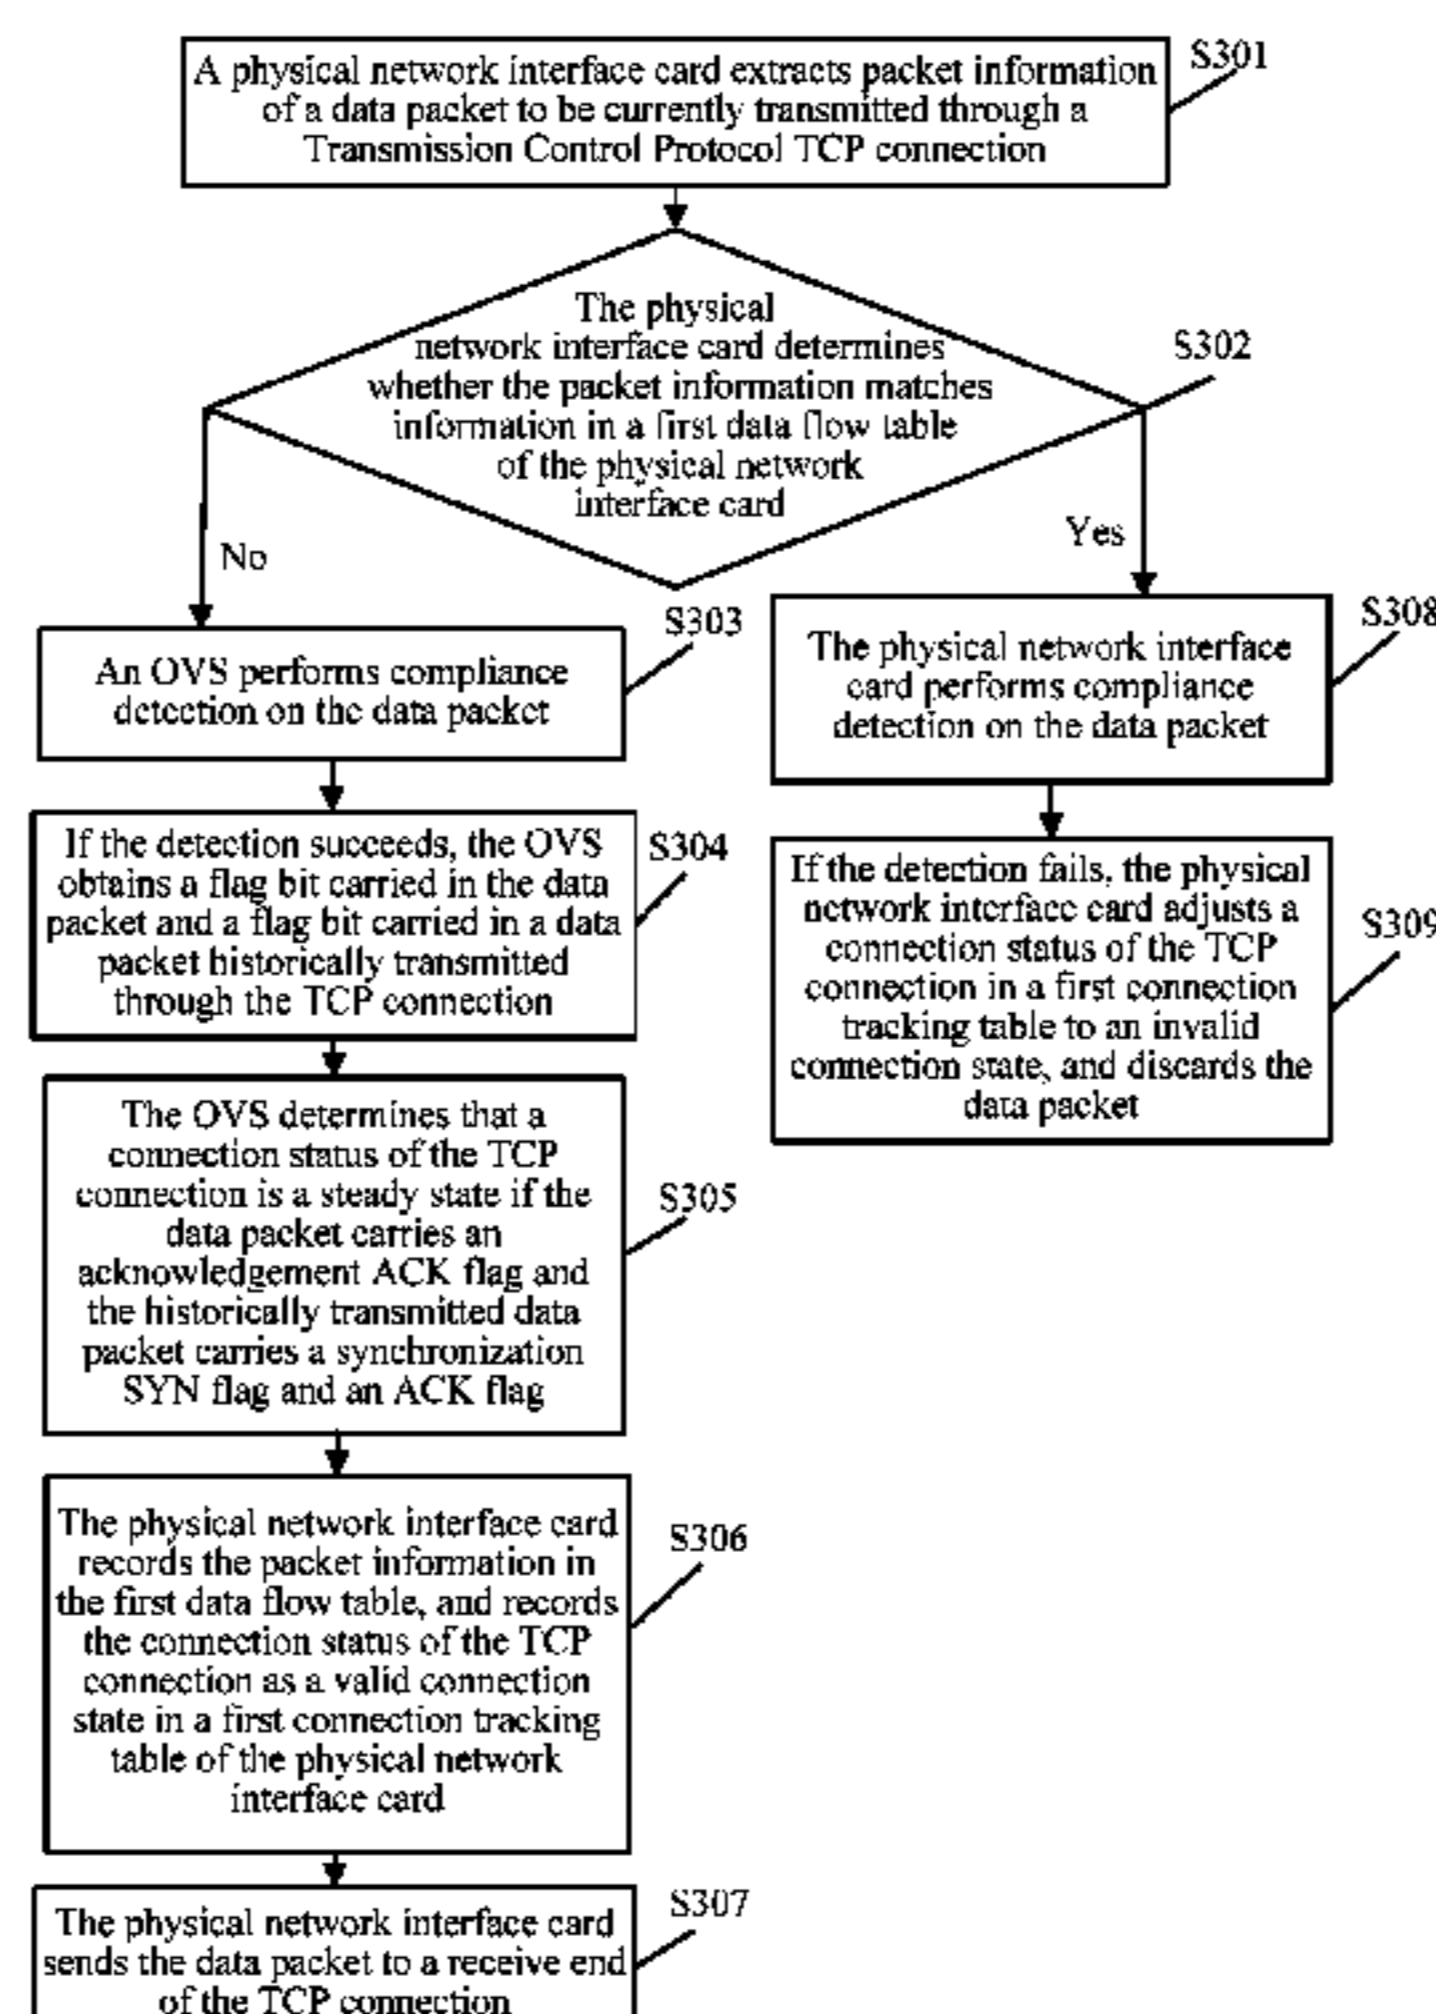 A physical network interface card extracts packet information
of a data packet to be currently transmitted through a
Transmission Control Protocol TCP connection
S301
The physical
network interface card determines
whether the packet information matches
information in a first data flow table
of the physical network
interface card
S302
No
Yes
An OVS performs compliance
detection on the data packet
S303
If the detection succeeds, the OVS
obtains a flag bit carried in the data
packet and a flag bit carried in a data
packet historically transmitted
through the TCP connection
S304
The OVS determines that a
connection status of the TCP
connection is a steady state if the
data packet carries an
acknowledgement ACK flag and
the historically transmitted data
packet carries a synchronization
SYN flag and an ACK flag
S305
The physical network interface card
records the packet information in
the first data flow table, and records
the connection status of the TCP
connection as a valid connection
state in a first connection tracking
table of the physical network
interface card
S306
The physical network interface card
sends the data packet to a receive end
of the TCP connection
S307
The physical network interface
card performs compliance
detection on the data packet
S308
If the detection fails, the physical
network interface card adjusts a
connection status of the TCP
connection in a first connection
tracking table to an invalid
connection state, and discards the
data packet
S309